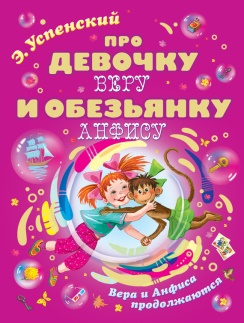 Э. Успенский
ПРО
ДЕВОЧКУ
ВЕРУ
И ОБЕЗЬЯНКУ
АНФИСУ
Вера и Анфиса
продолжаются